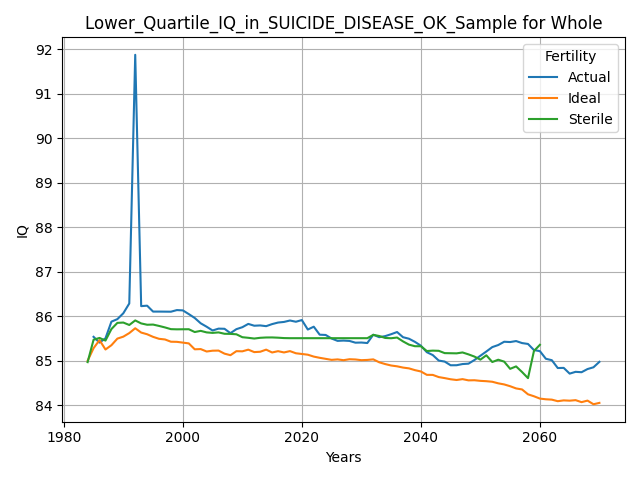 Lower_Quartile_IQ_in_SUICIDE_DISEASE_OK_Sample for Whole
Fertility
Actual
Ideal
Sterile
92
91
90
89
88
87
86
85
84
IQ
1980
2000
2020
2040
2060
Years